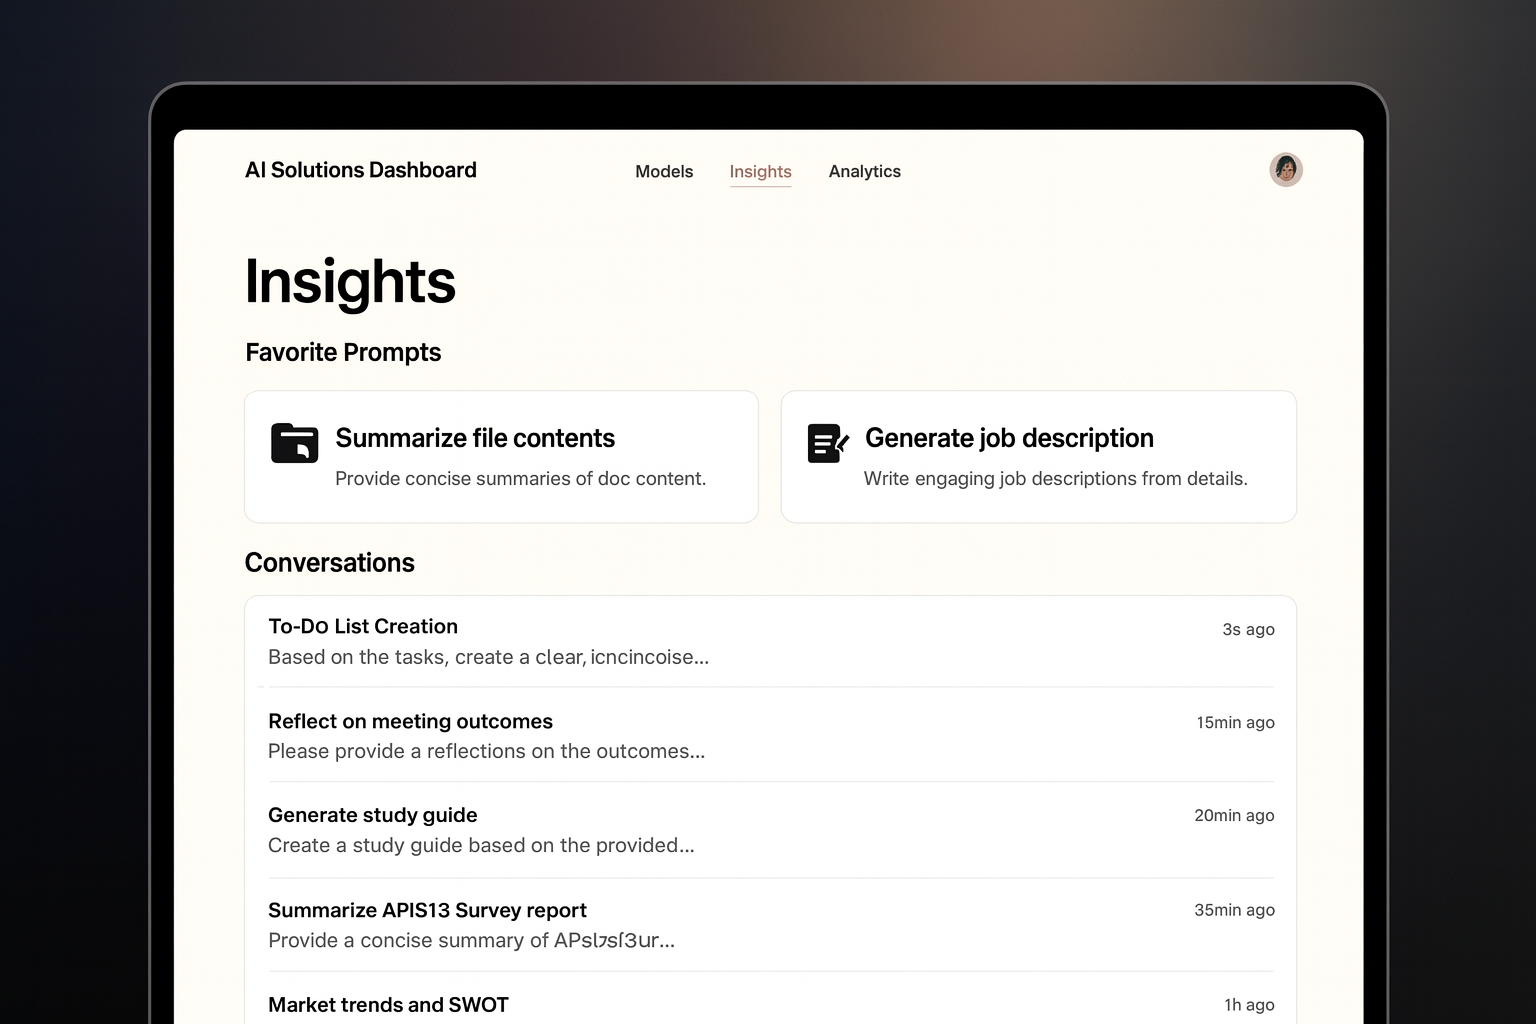 AI Solutions Dashboard
Models
Insights
Analytics
Insights
Favorite Prompts
Summarize file contents
Provide concise summaries of doc content.
Generate job description
Write engaging job descriptions from details.
Conversations
To-Do List Creation
3s ago
Based on the tasks, create a clear, icncincoise...
Reflect on meeting outcomes
15min ago
Please provide a reflections on the outcomes...
Generate study guide
20min ago
Create a study guide based on the provided...
Summarize APIS13 Survey report
35min ago
Provide a concise summary of
Market trends and SWOT
1h ago